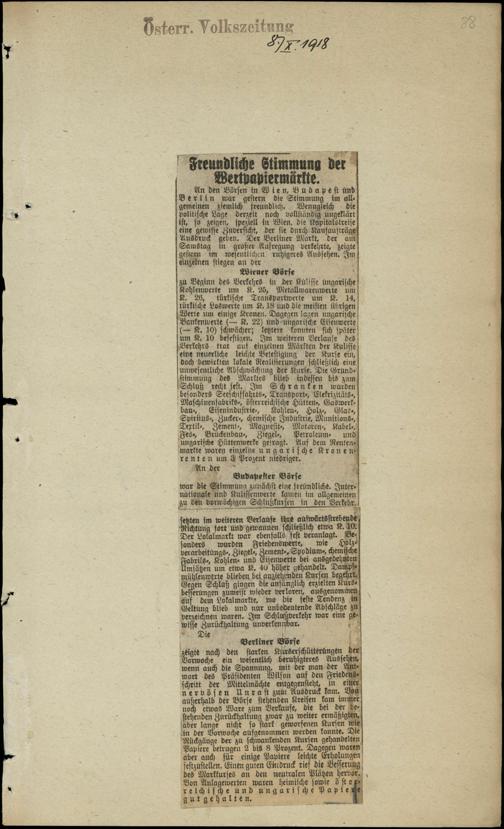 Österr. Volkszeitung
8./X. 1918
88
Freundliche Stimmung der
Wertpapiermärkte.
An den Börsen in Wien, Budapest und
Berlin war gestern die Stimmung im all-
gemeinen ziemlich freundlich. Wenngleich die
politische Lage derzeit noch vollständig ungeklärt
ist, so zeigen, speziell in Wien, die Kapitalskreise
eine gewisse Zuversicht, der sie durch Kaufaufträge
Ausdruck geben. Der Berliner Markt, der am
Samstag in großer Aufregung verkehrte, zeigte
gestern im wesentlichen ruhigeres Aussehen. Im
einzelnen stiegen an der
Wiener Börse
zu Beginn des Verkehrs in der Kulisse ungarische
Kohlenwerte um K. 25, Metallwarenwerte um
K. 26, türkische Transportwerte um K. 14,
türkische Loswerte um K. 18 und die meisten übrigen
Werte um einige Kronen. Dagegen lagen ungarische
Bankenwerte (— K. 22) und ungarische Eisenwerte
(— K. 10) schwächer; letztere konnten sich später
um K. 10 befestigen. Im weiteren Verlaufe des
Verkehrs trat auf einzelnen Märkten der Kulisse
eine neuerliche leichte Befestigung der Kurse ein,
doch bewirkten lokale Realisierungen schließlich eine
unwesentliche Abschwächung der Kurse. Die Grund-
stimmung des Marktes blieb indessen bis zum
Schluß recht fest. Im Schranken wurden
besonders Seeschiffahrts-, Transport-, Elektrizitäts-,
Maschinenfabriks-, österreichische Hütten-, Gaswerk-
bau-, Eisenindustrie-, Kohlen-, Holz-, Glas-,
Spiritus-, Zucker-, chemische Industrie, Munitions-,
Textil-, Zement-, Magnesit-, Motoren-, Kabel-,
Fes-, Brückenbau-, Ziegel-, Petroleum- und
ungarische Hüttenwerke gefragt. Auf dem Renten-
markte waren einzelne ungarische Kronen-
renten um Prozent niedriger.
An der
Budapester Börse
war die Stimmung zunächst eine freundliche. Inter-
nationale und Kulissenwerte kamen im allgemeinen
zu den vorwöchigen Schlußkursen in den Verkehr,
setzten im weiteren Verlaufe ihre aufwärtsstrebende
Richtung fort und gewannen schließlich etwa K. 10.
Der Lokalmarkt war ebenfalls fest veranlagt. Be-
sonders wurden Friedenswerte, wie Holz-
verarbeitungs-, Ziegel-, Zement-, Spodium-, chemische
Fabriks-, Kohlen- und Eisenwerte bei ausgedehnten
Umsätzen um etwa K. 40 höher gehandelt. Dampf-
mühlenwerte blieben bei anziehenden Kursen begehrt.
Gegen Schluß gingen die anfänglich erzielten Kurs-
besserungen zuweist wieder verloren, ausgenommen
auf dem Lokalmarkte, wo die feste Tendenz in
Geltung blieb und nur unbedeutende Abschläge zu
verzeichnen waren. Im Schlußverkehr war eine ge-
wisse Zurückhaltung unverkennbar.
Die
Berliner Börse
zeigte nach den starken Kurserschütterungen der
Vorwoche ein wesentlich beruhigteres Aussehen,
wenn auch die Spannung, mit der man der Ant-
wort des Präsidenten Wilson auf den Friedens-
schritt der Mittelmächte entgegensieht, in einer
nervösen Unrast zum Ausdruck kam. Von
außerhalb der Börse stehenden Kreisen kam immer
noch etwas Ware zum Verkaufe, die bei der be-
stehenden Zurückhaltung zwar zu weiter ermäßigten,
aber lange nicht so stark geworfenen Kursen wie
in der Vorwoche aufgenommen werden konnte. Die
Rückgänge der zu schwankenden Kursen gehandelten
Papiere betrugen 2 bis 8 Prozent. Dagegen waren
aber auch für einige Papiere leichte Erholungen
festzustellen. Einen guten Eindruck rief die Besserung
des Markkurses an den neutralen Plätzen hervor.
Von Anlagewerten waren heimische sowie öster-
reichische und ungarische Papiere
gut gehalten.